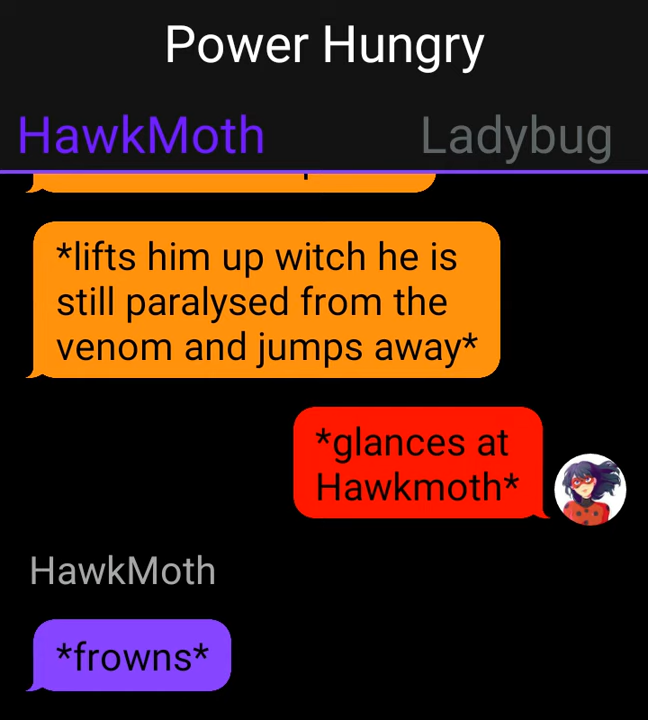 Power Hungry
HawkMoth Ladybug
*lifts him up witch he is
still paralysed from the
venom and jumps away*
*glances at
Hawkmoth*
HawkMoth
*frowns*